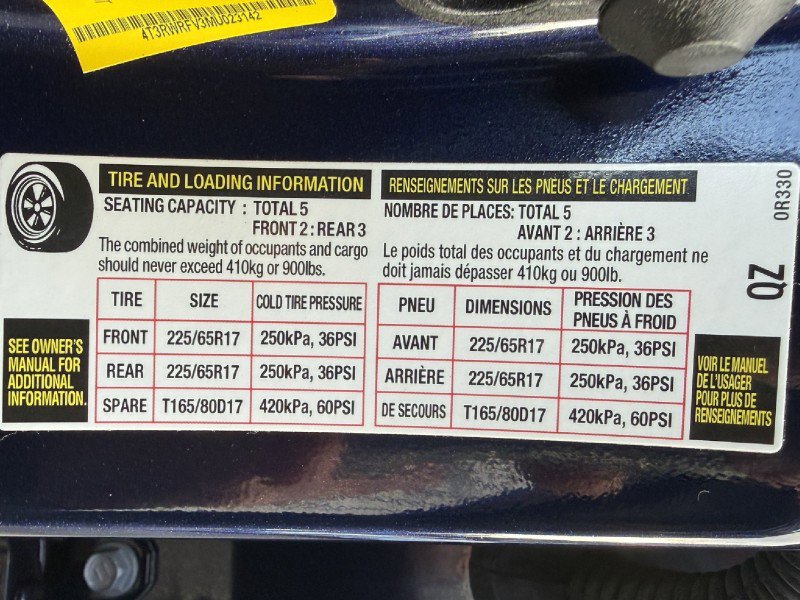 4T3RWRFV3MU023142
TIRE AND LOADING INFORMATION
SEATING CAPACITY : TOTAL 5
FRONT 2 : REAR 3
The combined weight of occupants and cargo
should never exceed 410kg or 900lbs.
TIRE SIZE COLD TIRE PRESSURE
FRONT 225/65R17 250kPa, 36PSI
REAR 225/65R17 250kPa, 36PSI
SPARE T165/80D17 420kPa, 60PSI
SEE OWNER'S
MANUAL FOR
ADDITIONAL
INFORMATION.
RENSEIGNEMENTS SUR LES PNEUS ET LE CHARGEMENT
NOMBRE DE PLACES: TOTAL 5
AVANT 2 : ARRIÈRE 3
Le poids total des occupants et du chargement ne
doit jamais dépasser 410kg ou 900lb.
PNEU DIMENSIONS PRESSION DES
PNEUS À FROID
AVANT 225/65R17 250kPa, 36PSI
ARRIÈRE 225/65R17 250kPa, 36PSI
DE SECOURS T165/80D17 420kPa, 60PSI
VOIR LE MANUEL
DE L'USAGER
POUR PLUS DE
RENSEIGNEMENTS
0R330
QZ